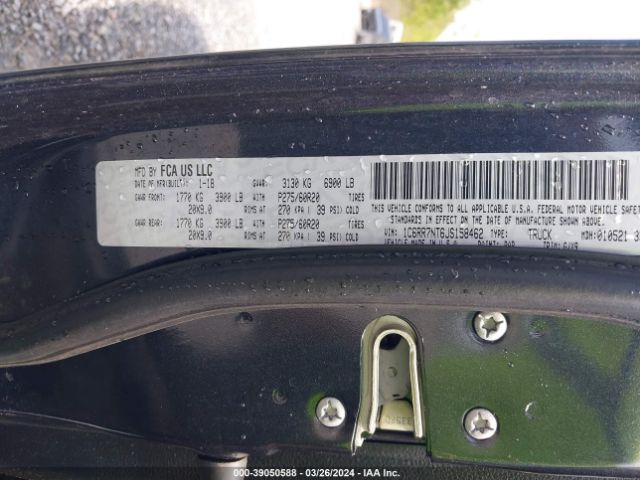 MFD BY FCA US LLC
DATE OF MFR(BUILT): 1-18 GVWR: 3130 KG 6900 LB
GAWR FRONT: 1770 KG 3900 LB WITH P275/60R20 TIRES
20X9.0 RIMS AT 270 KPA( 39 PSI) COLD
GAWR REAR: 1770 KG 3900 LB WITH P275/60R20 TIRES
20X9.0 RIMS AT 270 KPA( 39 PSI) COLD
THIS VEHICLE CONFORMS TO ALL APPLICABLE U.S.A. FEDERAL MOTOR VEHICLE
SAFETY STANDARDS IN EFFECT ON THE DATE OF MANUFACTURE SHOWN
VIN: 1C6RR7NT6JS158462 TYPE: TRUCK MDH: 010521
000-39050588 - 03/26/2024 - IAA Inc.